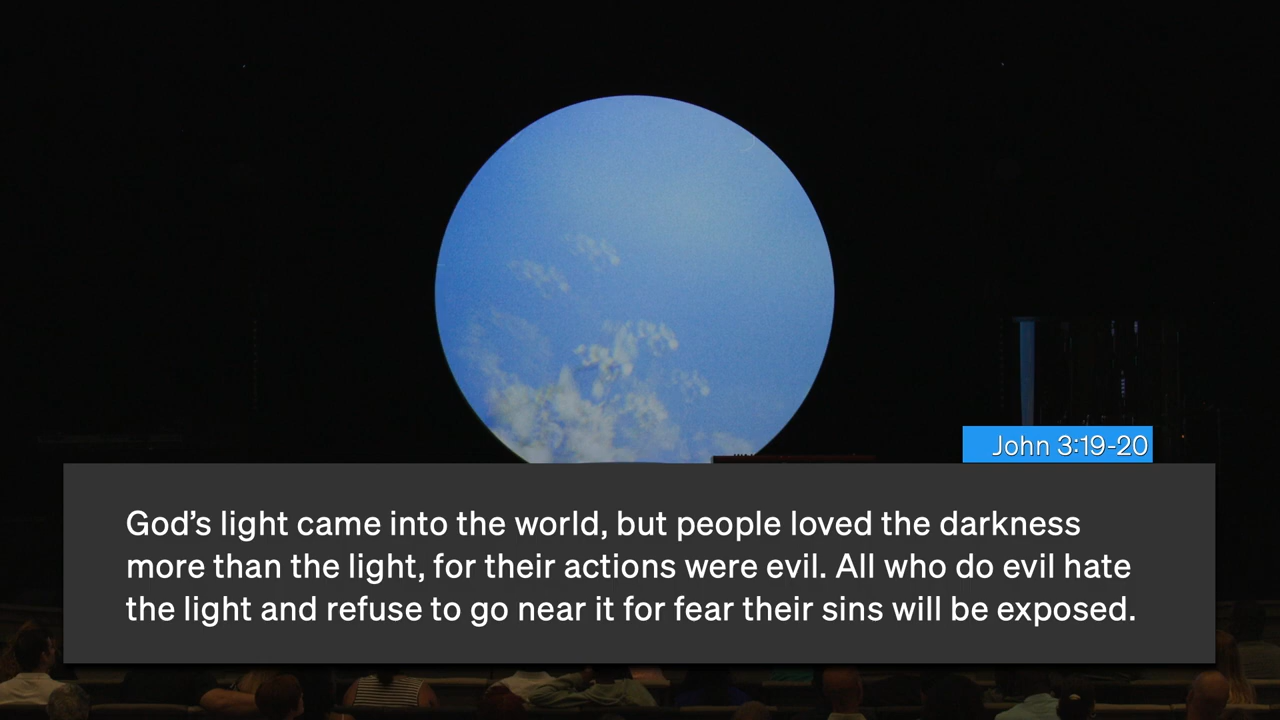 John 3:19-20
God’s light came into the world, but people loved the darkness
more than the light, for their actions were evil. All who do evil hate
the light and refuse to go near it for fear their sins will be exposed.